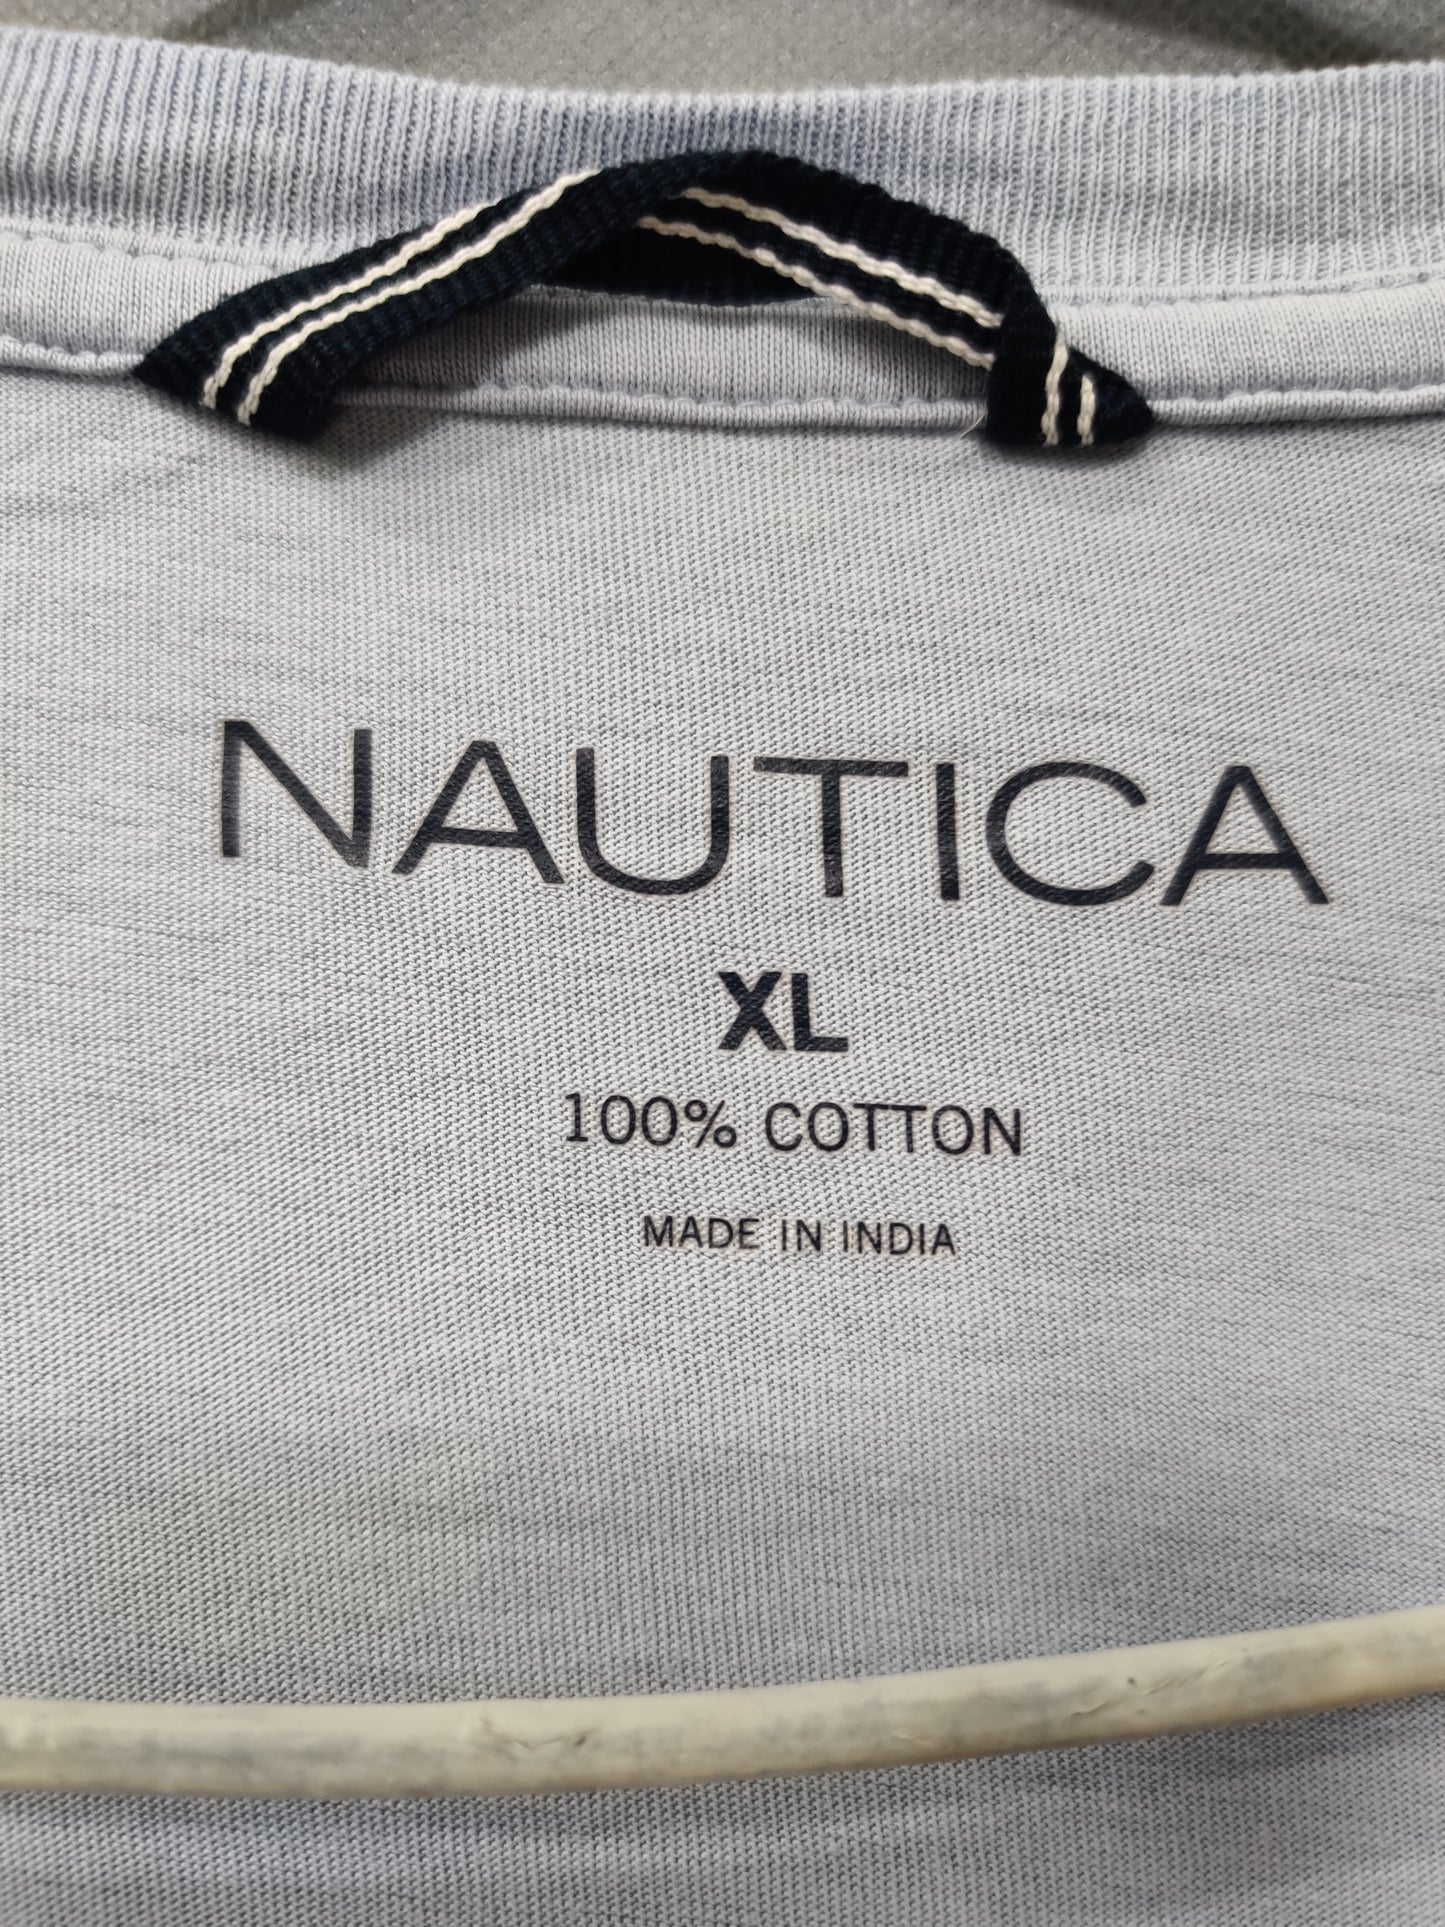 NAUTICA
XL
100% COTTON
MADE IN INDIA